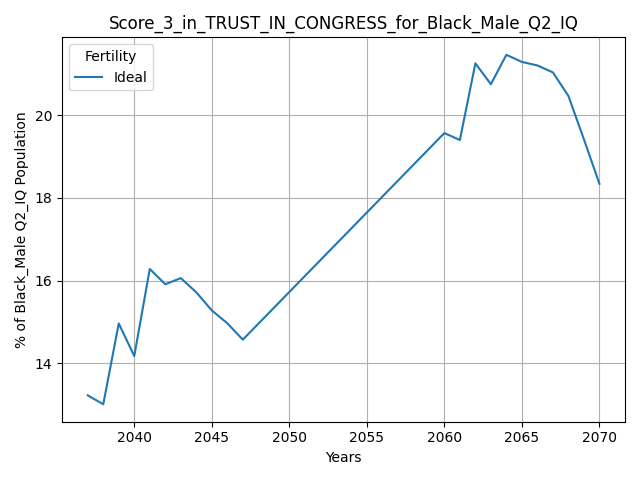 Score_3_in_TRUST_IN_CONGRESS_for_Black_Male_Q2_IQ
Fertility
Ideal
% of Black_Male Q2_IQ Population
20
18
16
14
2040 2045 2050 2055 2060 2065 2070
Years